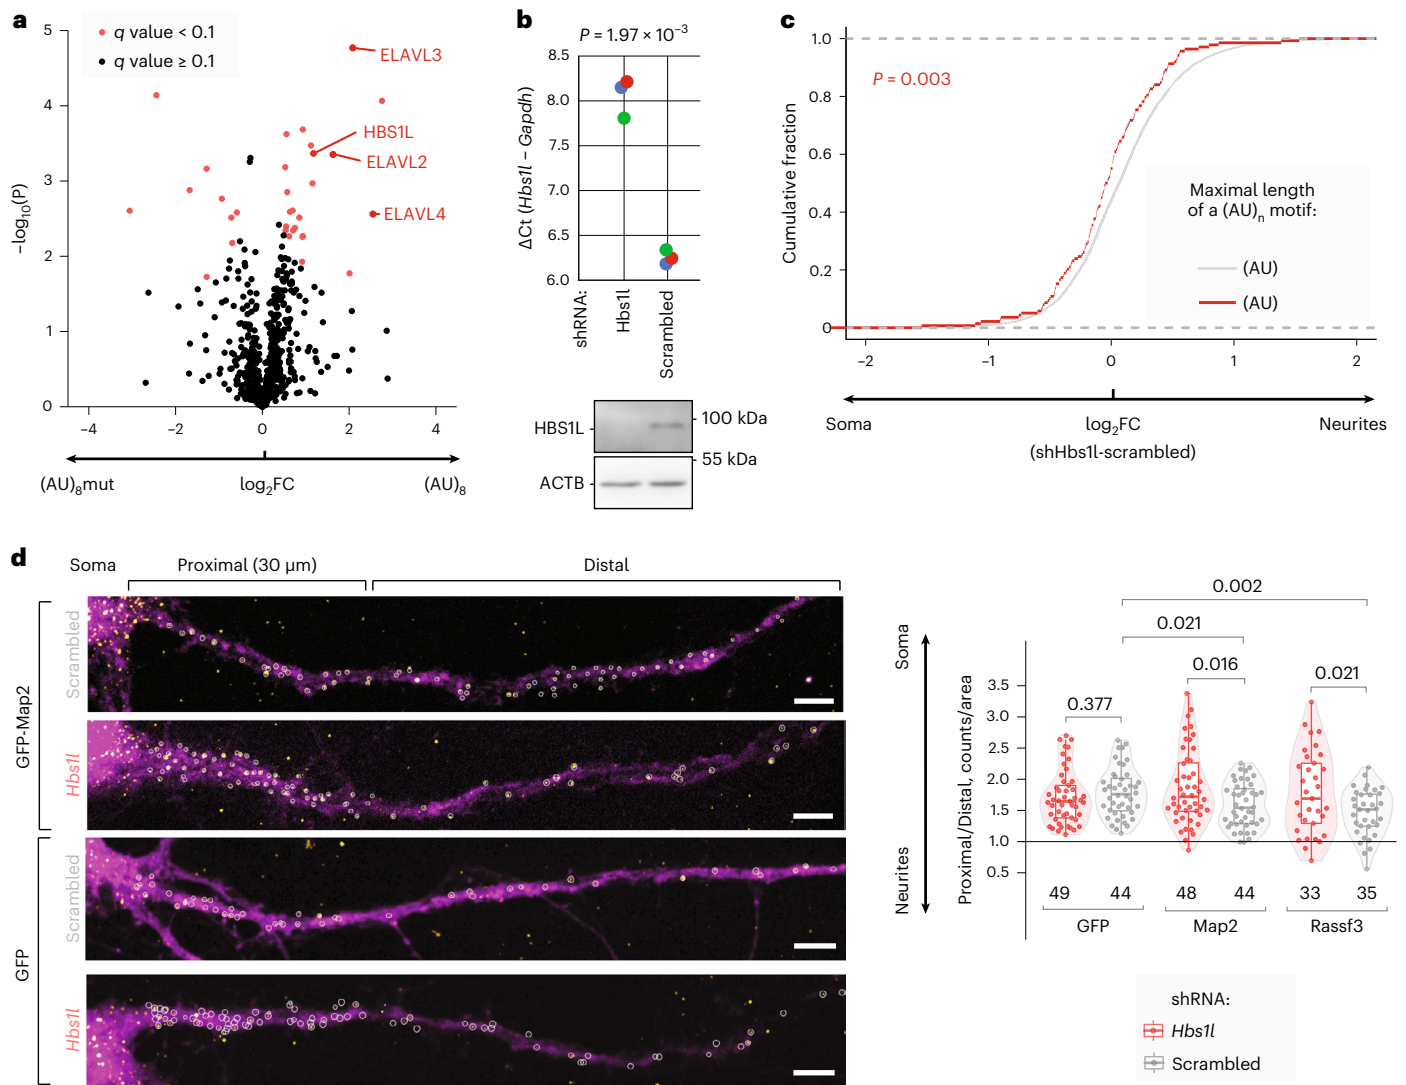 a
5
4
3
2
1
0
−log10(P)
q value < 0.1
q value ≥ 0.1
ELAVL3
HBS1L
ELAVL2
ELAVL4
−4
−2
0
2
4
(AU)8mut
log2FC
(AU)8
b
P = 1.97 × 10−3
8.5
8.0
7.5
7.0
6.5
6.0
ΔCt (Hbs1l – Gapdh)
shRNA:
Hbs1l
Scrambled
HBS1L
100 kDa
55 kDa
ACTB
c
1.0
0.8
0.6
0.4
0.2
0
Cumulative fraction
P = 0.003
Maximal length
of a (AU)n motif:
(AU)
(AU)
−2
−1
0
1
2
Soma
log2FC
Neurites
(shHbs1l-scrambled)
d
Soma
Proximal (30 µm)
Distal
GFP-Map2
Scrambled
Hbs1l
GFP
Scrambled
Hbs1l
Soma
Neurites
Proximal/Distal, counts/area
3.5
3.0
2.5
2.0
1.5
1.0
0.5
0.002
0.021
0.016
0.021
0.377
49
44
48
44
33
35
GFP
Map2
Rassf3
shRNA:
Hbs1l
Scrambled